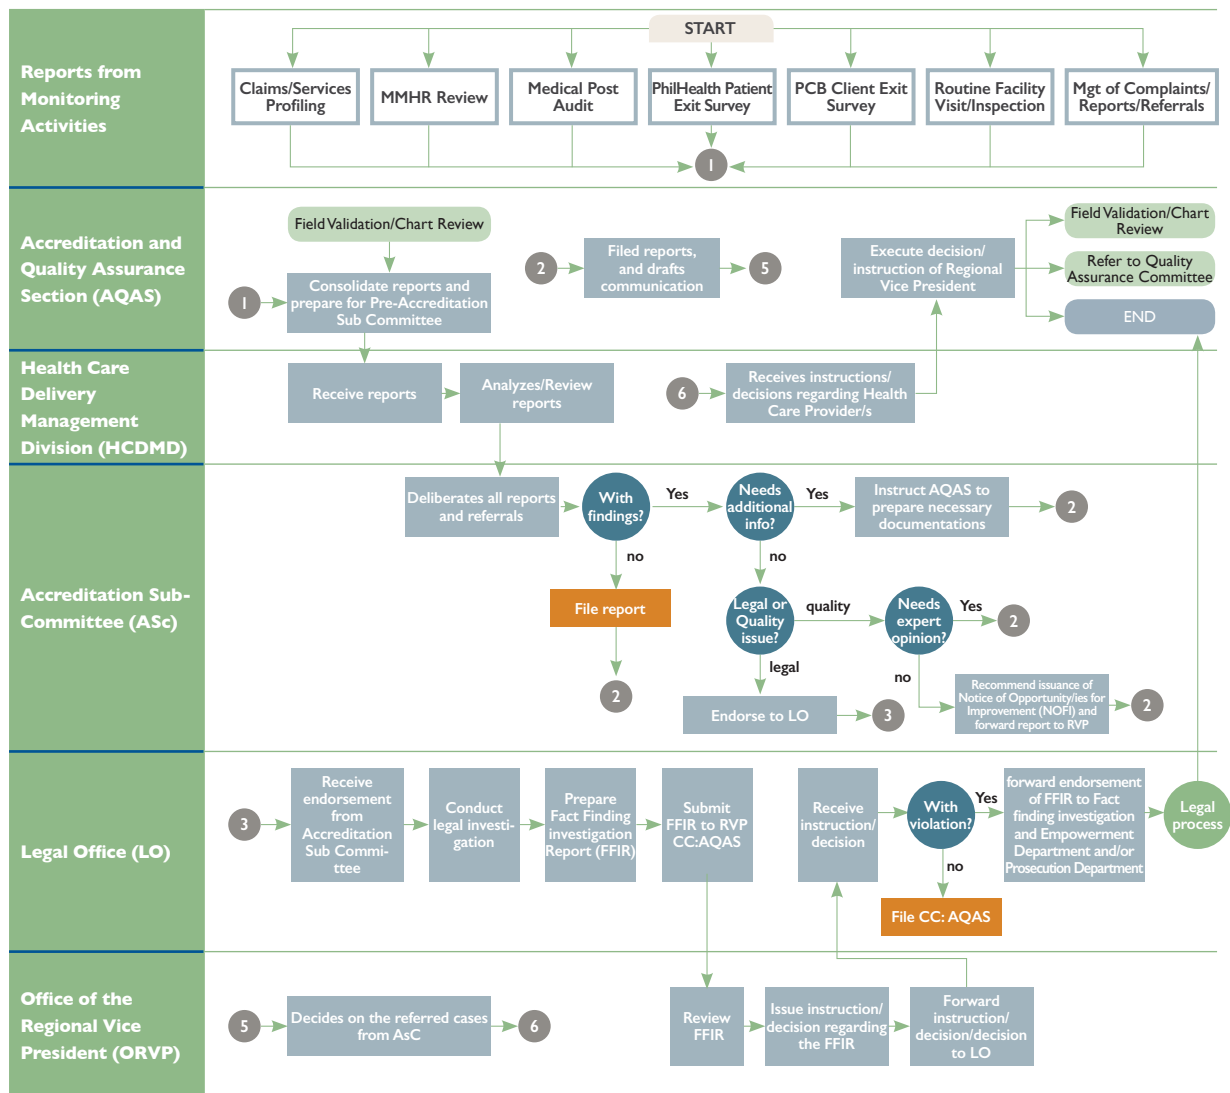 START
Reports from
Monitoring
Activities
Claims/Services
Profiling
MMHR Review
Medical Post
Audit
PhilHealth Patient
Exit Survey
PCB Client Exit
Survey
Routine Facility
Visit/Inspection
Mgt of Complaints/
Reports/Referrals
1
Accreditation and
Quality Assurance
Section (AQAS)
Field Validation/Chart Review
1
Consolidate reports and
prepare for Pre-Accreditation
Sub Committee
2
Filed reports,
and drafts
communication
5
Execute decision/
instruction of Regional
Vice President
Field Validation/Chart
Review
Refer to Quality
Assurance Committee
END
Health Care
Delivery
Management
Division (HCDMD)
Receive reports
Analyzes/Review
reports
6
Receives instructions/
decisions regarding Health
Care Provider/s
Accreditation Sub-
Committee (ASc)
Deliberates all reports
and referrals
With
findings?
Yes
Needs
additional
info?
Yes
Instruct AQAS to
prepare necessary
documentations
2
no
no
File report
2
Legal or
Quality
issue?
quality
Needs
expert
opinion?
Yes
2
legal
no
Endorse to LO
3
Recommend issuance of
Notice of Opportunity/ies for
Improvement (NOFI) and
forward report to RVP
2
Legal Office (LO)
3
Receive
endorsement
from
Accreditation
Sub Commi-
ttee
Conduct
legal investi-
gation
Prepare
Fact Finding
investigation
Report (FFIR)
Submit
FFIR to RVP
CC:AQAS
Receive
instruction/
decision
With
violation?
Yes
forward endorsement
of FFIR to Fact
finding investigation
and Empowerment
Department and/or
Prosecution Department
Legal
process
no
File CC: AQAS
Office of the
Regional Vice
President (ORVP)
5
Decides on the referred cases
from AsC
6
Review
FFIR
Issue instruction/
decision regarding
the FFIR
Forward
instruction/
decision/decision
to LO